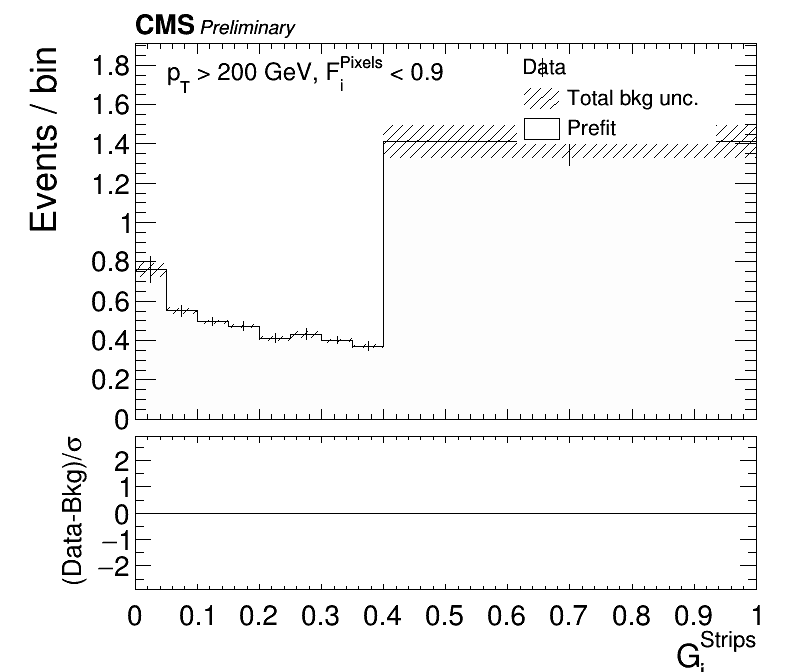 CMS Preliminary
p_T > 200 GeV, F_i^Pixels < 0.9
Data
Total bkg unc.
Prefit
Events / bin
1.8
1.6
1.4
1.2
1
0.8
0.6
0.4
0.2
0
(Data-Bkg)/σ
2
1
0
−1
−2
0 0.1 0.2 0.3 0.4 0.5 0.6 0.7 0.8 0.9 1
G_i^Strips